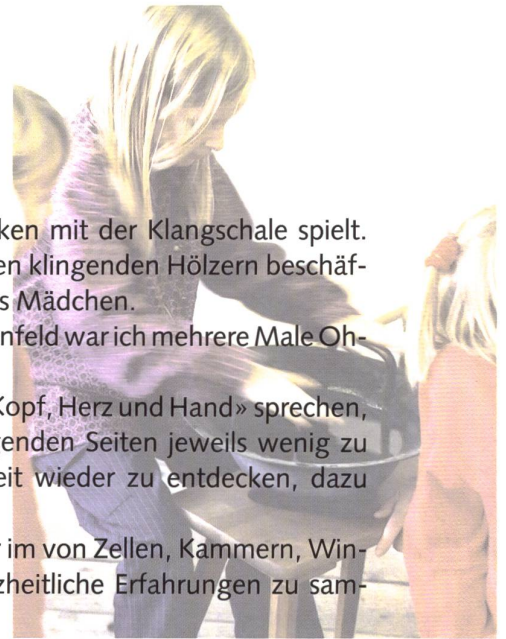 ken mit der Klangschale spielt.
en klingenden Hölzern beschäf-
s Mädchen.
nfeld war ich mehrere Male Oh-
Kopf, Herz und Hand» sprechen,
enden Seiten jeweils wenig zu
eit wieder zu entdecken, dazu
im von Zellen, Kammern, Win-
zheitliche Erfahrungen zu sam-